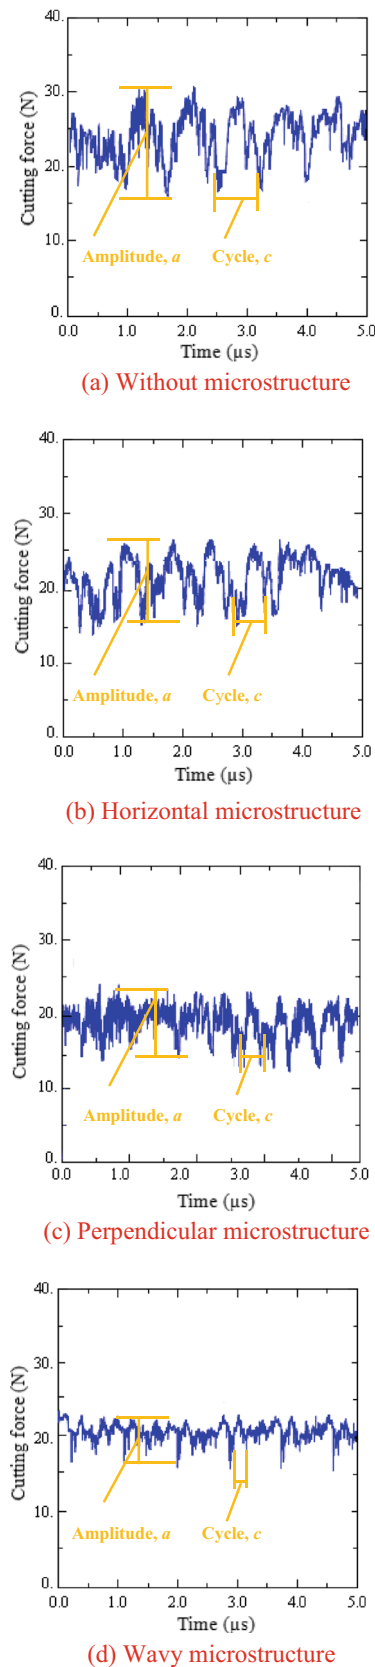 40.
30.
20.
10.
0.
Cutting force (N)
Amplitude, a
Cycle, c
0.0 1.0 2.0 3.0 4.0 5.0
Time (µs)
(a) Without microstructure
40.
30.
20.
10.
0.
Cutting force (N)
Amplitude, a
Cycle, c
0.0 1.0 2.0 3.0 4.0 5.0
Time (µs)
(b) Horizontal microstructure
40.
30.
20.
10.
0.
Cutting force (N)
Amplitude, a
Cycle, c
0.0 1.0 2.0 3.0 4.0 5.0
Time (µs)
(c) Perpendicular microstructure
40.
30.
20.
10.
0.
Cutting force (N)
Amplitude, a
Cycle, c
0.0 1.0 2.0 3.0 4.0 5.0
Time (µs)
(d) Wavy microstructure